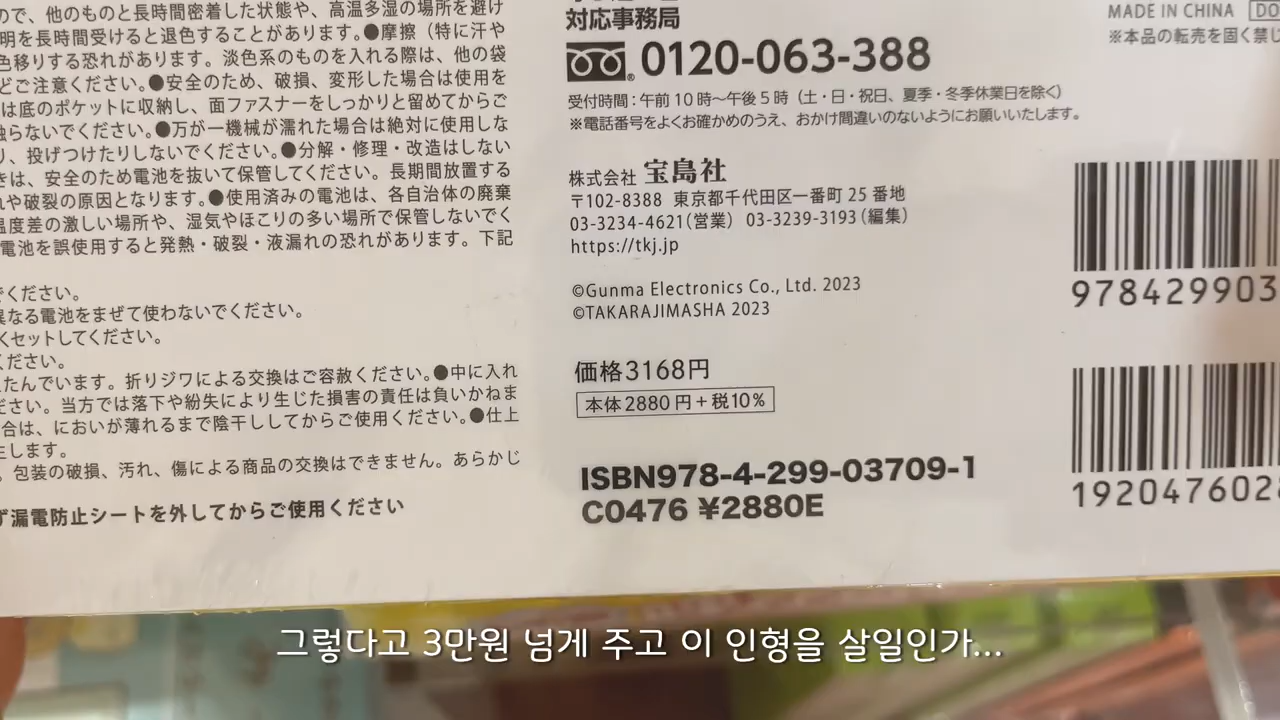 ので、他のものと長時間密着した状態や、高温多湿の場所を避け
明を長時間受けると退色することがあります。●摩擦(特に汗や
色移りする恐れがあります。淡色系のものを入れる際は、他の袋
どご注意ください。●安全のため、破損、変形した場合は使用を
は底のポケットに収納し、面ファスナーをしっかりと留めてからご
触らないでください。●万が一機械が濡れた場合は絶対に使用しな
り、投げつけたりしないでください。●分解・修理・改造はしない
きは、安全のため電池を抜いて保管してください。長期間放置する
れや破裂の原因となります。●使用済みの電池は、各自治体の廃棄
温度差の激しい場所や、湿気やほこりの多い場所で保管しないでく
電池を誤使用すると発熱・破裂・液漏れの恐れがあります。下記
でください。
異なる電池をまぜて使わないでください。
くセットしてください。
ください。
たたんでいます。折りジワによる交換はご容赦ください。●中に入れ
ださい。当方では落下や紛失により生じた損害の責任は負いかねま
合は、においが薄れるまで陰干ししてからご使用ください。●仕上
生します。
。包装の破損、汚れ、傷による商品の交換はできません。あらかじ
ず漏電防止シートを外してからご使用ください
対応事務局
0120-063-388
受付時間:午前10時〜午後5時(土・日・祝日、夏季・冬季休業日を除く)
※電話番号をよくお確かめのうえ、おかけ間違いのないようにお願いいたします。
株式会社 宝島社
〒102-8388 東京都千代田区一番町25番地
03-3234-4621(営業) 03-3239-3193(編集)
https://tkj.jp
©Gunma Electronics Co., Ltd. 2023
©TAKARAJIMASHA 2023
価格3168円
本体2880円+税10%
ISBN978-4-299-03709-1
C0476 ¥2880E
MADE IN CHINA DO
※本品の転売を固く禁じ
978429903
192047602
그렇다고 3만원 넘게 주고 이 인형을 살일인가...